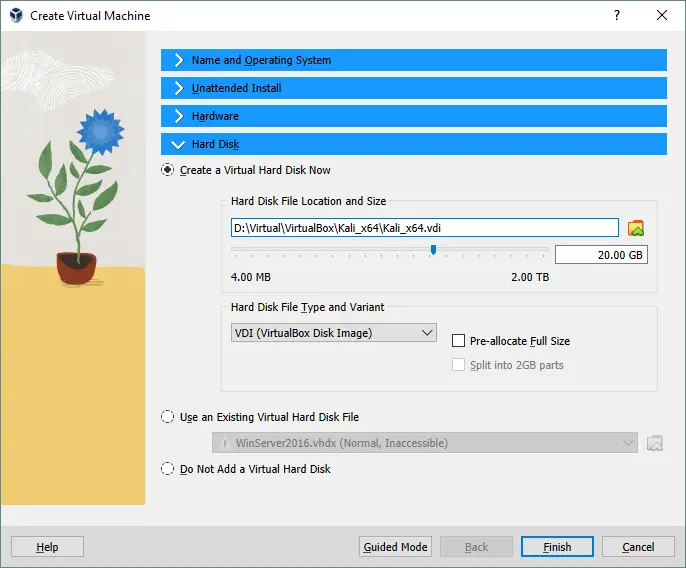 Create Virtual Machine
?
Name and Operating System
Unattended Install
Hardware
Hard Disk
Create a Virtual Hard Disk Now
Hard Disk File Location and Size
D:\Virtual\VirtualBox\Kali_x64\Kali_x64.vdi
20.00 GB
4.00 MB 2.00 TB
Hard Disk File Type and Variant
VDI (VirtualBox Disk Image)
Pre-allocate Full Size
Split into 2GB parts
Use an Existing Virtual Hard Disk File
WinServer2016.vhdx (Normal, Inaccessible)
Do Not Add a Virtual Hard Disk
Help Guided Mode Back Finish Cancel